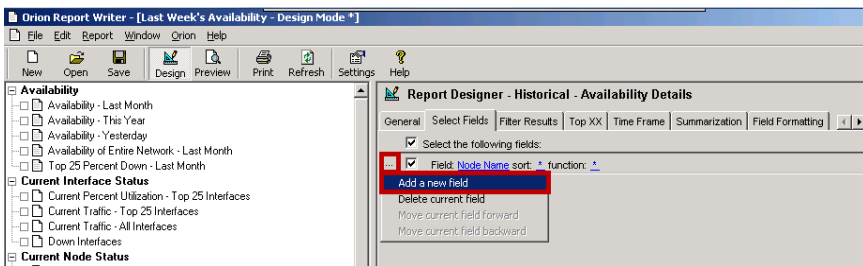 Orion Report Writer - [Last Week's Availability - Design Mode *]
File Edit Report Window Orion Help
New Open Save Design Preview Print Refresh Settings Help
Availability
Availability - Last Month
Availability - This Year
Availability - Yesterday
Availability of Entire Network - Last Month
Top 25 Percent Down - Last Month
Current Interface Status
Current Percent Utilization - Top 25 Interfaces
Current Traffic - Top 25 Interfaces
Current Traffic - All Interfaces
Down Interfaces
Current Node Status
Report Designer - Historical - Availability Details
General Select Fields Filter Results Top XX Time Frame Summarization Field Formatting
Select the following fields:
... Field: Node Name sort: * function: *
Add a new field
Delete current field
Move current field forward
Move current field backward